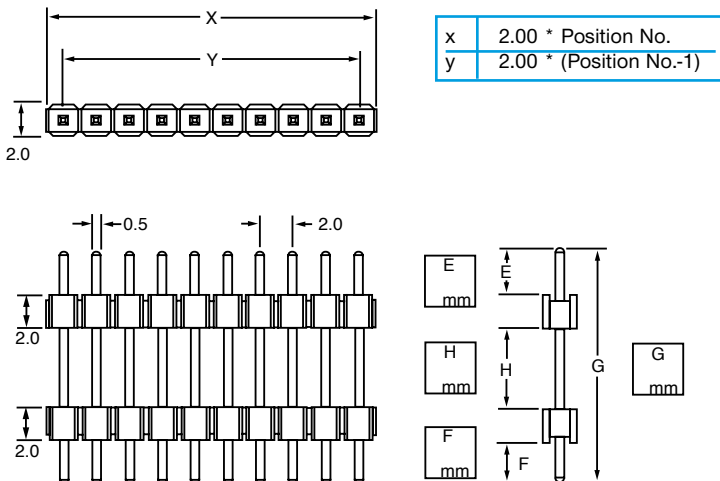 X
x 2.00 * Position No.
y 2.00 * (Position No.-1)
Y
2.0
0.5
2.0
E
mm
E
2.0
H
mm
H
G
G
mm
F
mm
2.0
F